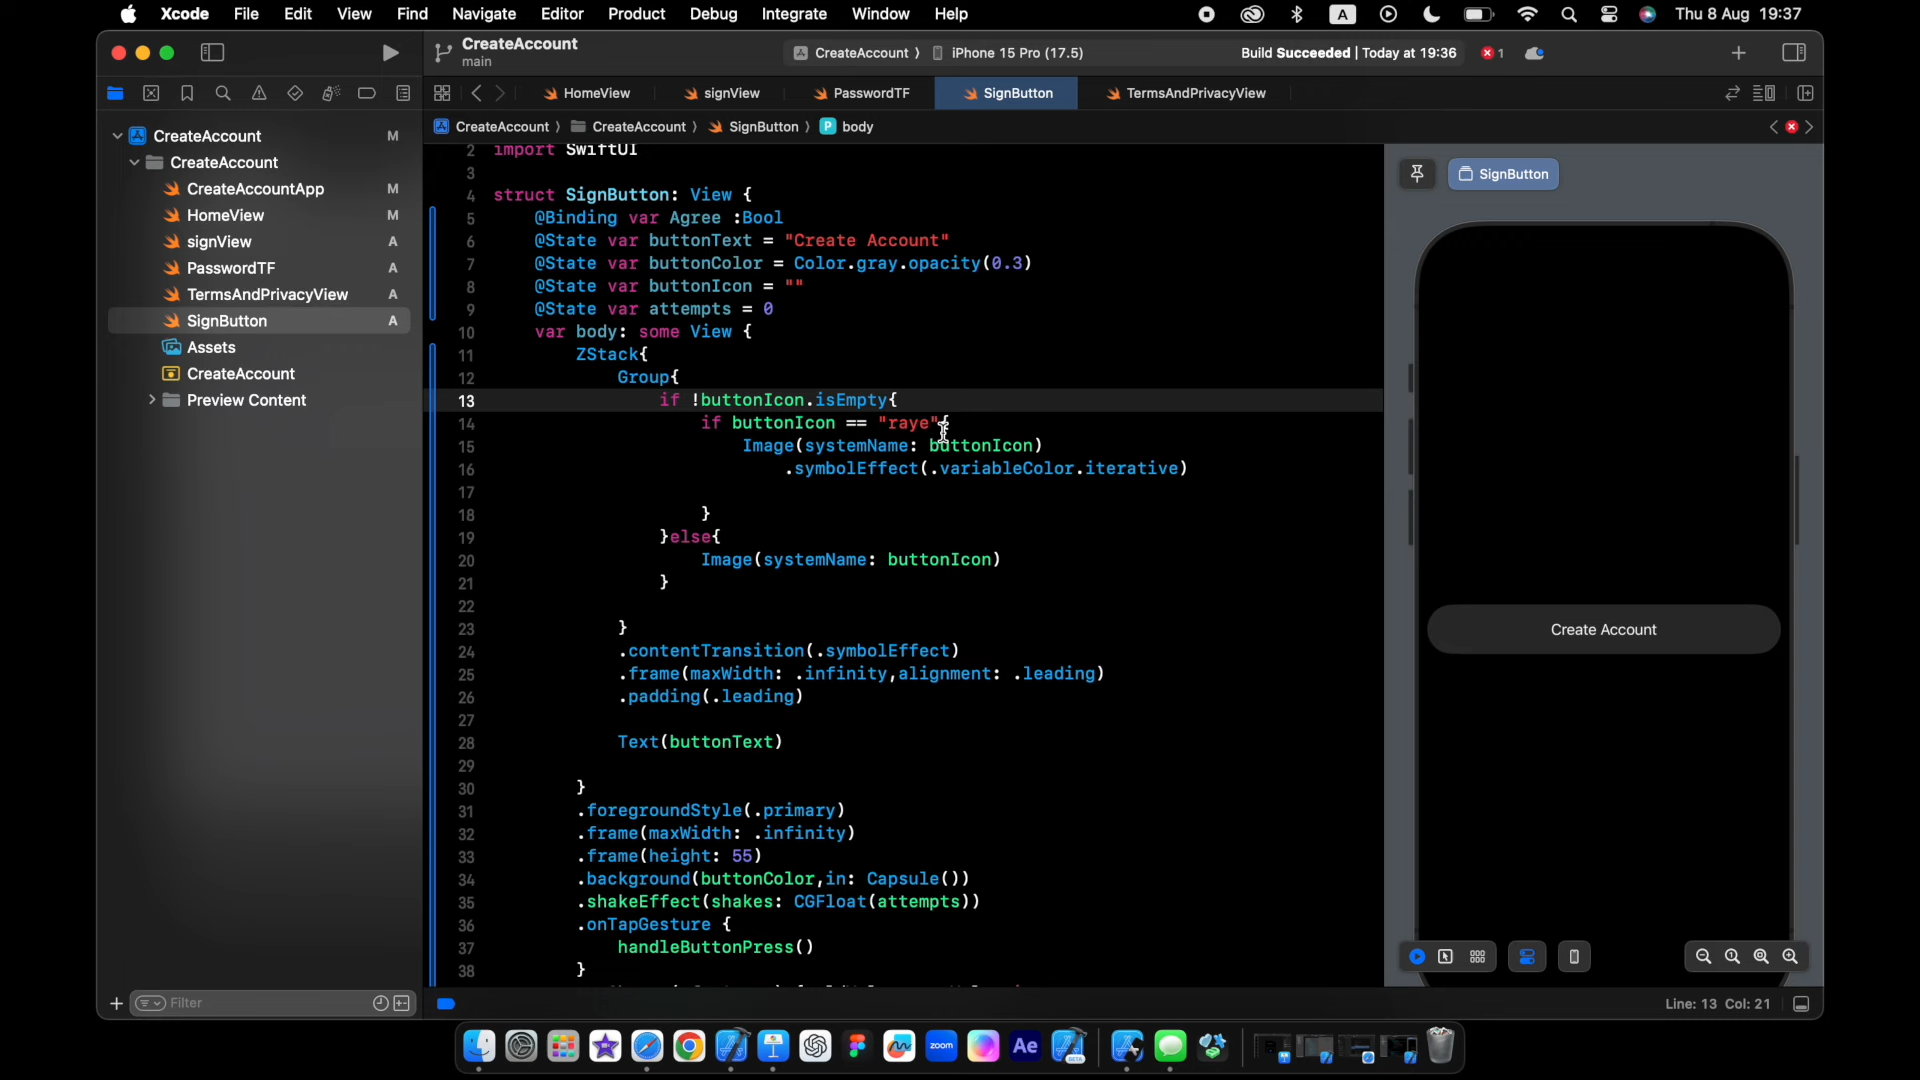 Xcode File Edit View Find Navigate Editor Product Debug Integrate Window Help A Thu 8 Aug 19:37
CreateAccount
main
CreateAccount 〉 iPhone 15 Pro (17.5) Build Succeeded | Today at 19:36 1
HomeView signView PasswordTF SignButton TermsAndPrivacyView
CreateAccount 〉 CreateAccount 〉 SignButton 〉 P body
CreateAccount M
CreateAccount
CreateAccountApp M
HomeView M
signView A
PasswordTF A
TermsAndPrivacyView A
SignButton A
Assets
CreateAccount
Preview Content
2 import SwiftUI
3
4 struct SignButton: View {
5 @Binding var Agree :Bool
6 @State var buttonText = "Create Account"
7 @State var buttonColor = Color.gray.opacity(0.3)
8 @State var buttonIcon = ""
9 @State var attempts = 0
10 var body: some View {
11 ZStack{
12 Group{
13 if !buttonIcon.isEmpty{
14 if buttonIcon == "raye"{
15 Image(systemName: buttonIcon)
16 .symbolEffect(.variableColor.iterative)
17
18 }
19 }else{
20 Image(systemName: buttonIcon)
21 }
22
23 }
24 .contentTransition(.symbolEffect)
25 .frame(maxWidth: .infinity,alignment: .leading)
26 .padding(.leading)
27
28 Text(buttonText)
29
30 }
31 .foregroundStyle(.primary)
32 .frame(maxWidth: .infinity)
33 .frame(height: 55)
34 .background(buttonColor,in: Capsule())
35 .shakeEffect(shakes: CGFloat(attempts))
36 .onTapGesture {
37 handleButtonPress()
38 }
SignButton
Create Account
Filter
Line: 13 Col: 21
zoom Ae BETA